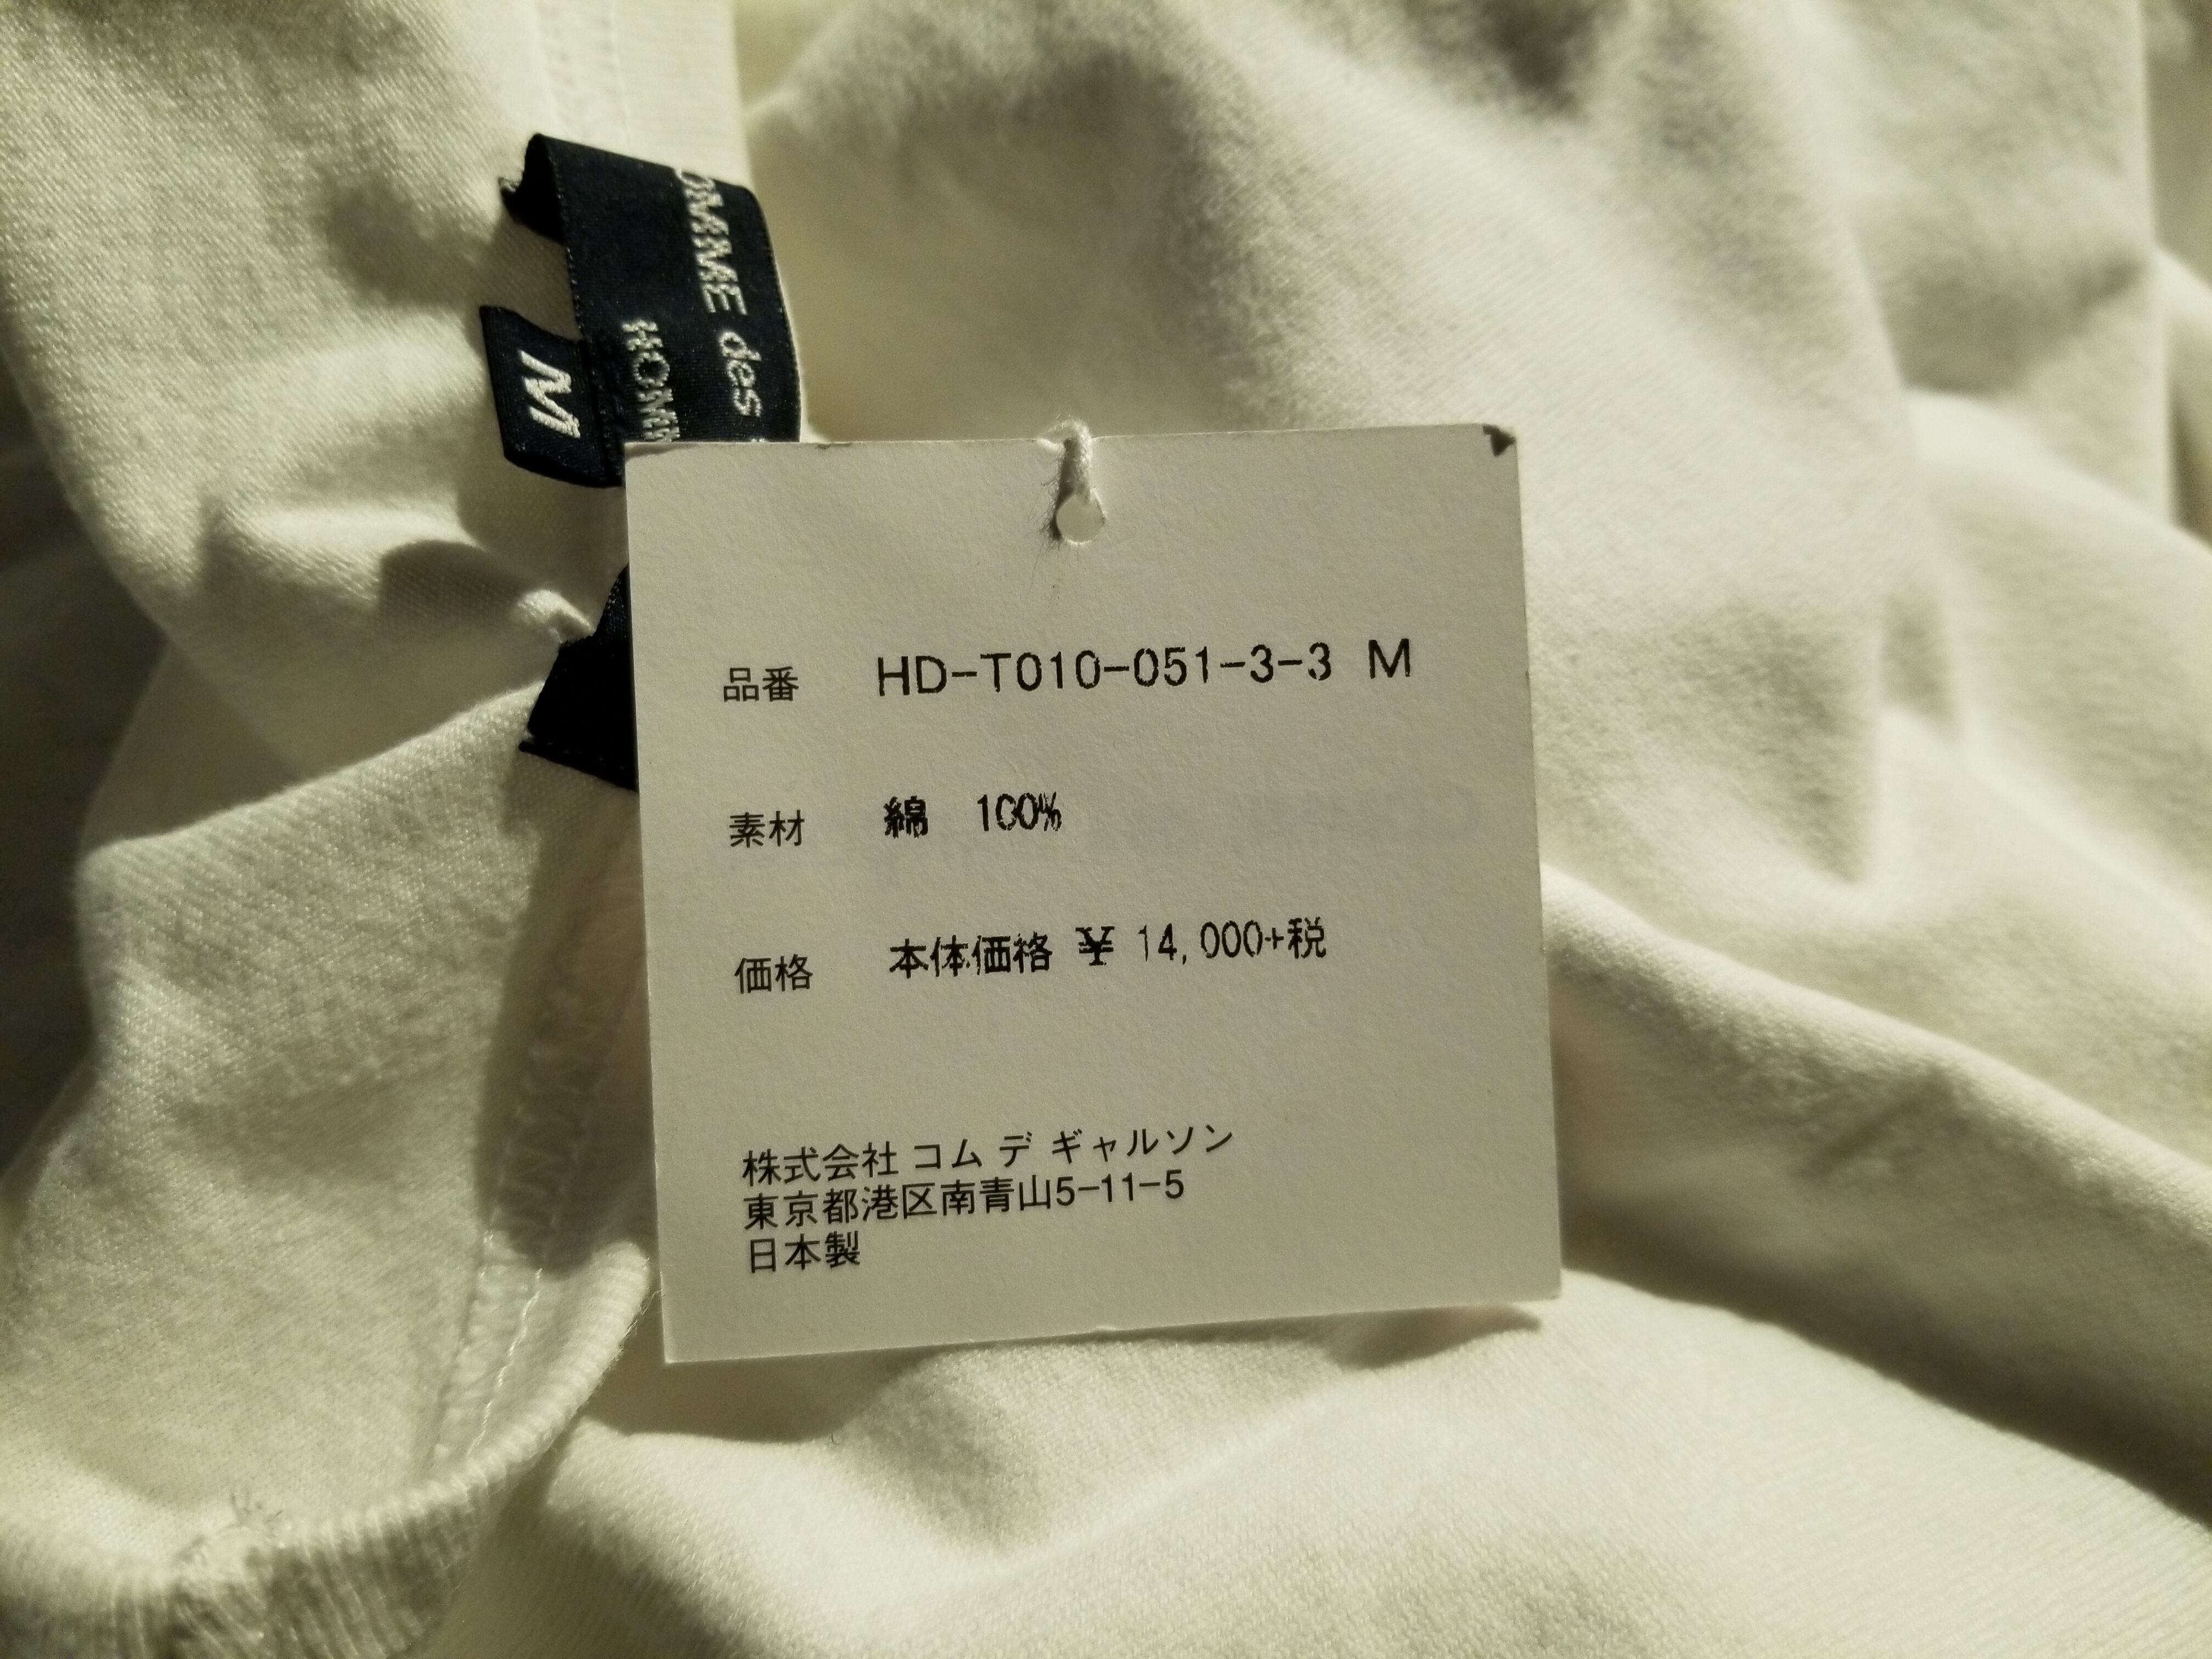 OMME des
HOMM
M
品番 HD-T010-051-3-3 M
素材 綿 100%
価格 本体価格 ¥ 14,000+税
株式会社 コム デ ギャルソン
東京都港区南青山5-11-5
日本製